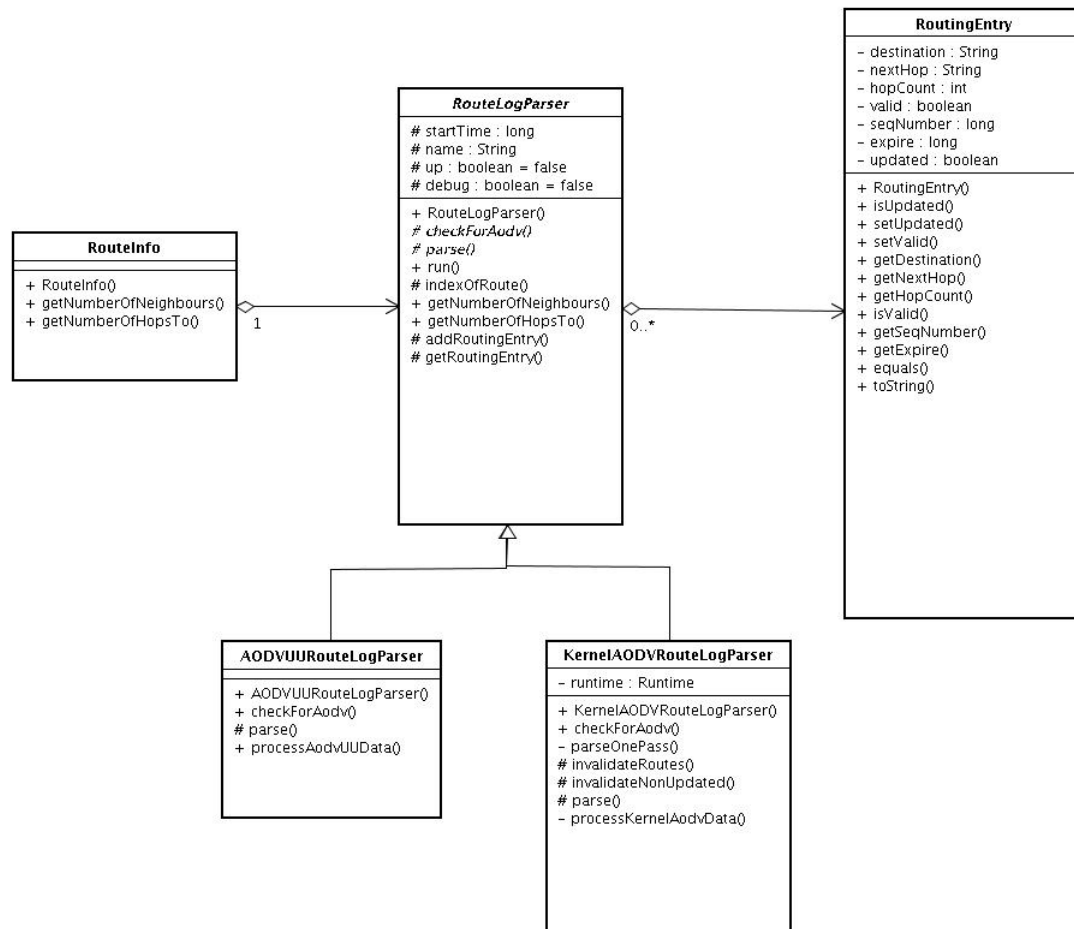 RoutingEntry
- destination : String
- nextHop : String
- hopCount : int
- valid : boolean
- seqNumber : long
- expire : long
- updated : boolean
+ RoutingEntry()
+ isUpdated()
+ setUpdated()
+ setValid()
+ getDestination()
+ getNextHop()
+ getHopCount()
+ isValid()
+ getSeqNumber()
+ getExpire()
+ equals()
+ toString()
RouteLogParser
# startTime : long
# name : String
# up : boolean = false
# debug : boolean = false
+ RouteLogParser()
# checkForAodv()
# parse()
+ run()
# indexOfRoute()
+ getNumberOfNeighbours()
+ getNumberOfHopsTo()
# addRoutingEntry()
# getRoutingEntry()
RouteInfo
+ RouteInfo()
+ getNumberOfNeighbours()
+ getNumberOfHopsTo()
1
0..*
AODVUURouteLogParser
+ AODVUURouteLogParser()
+ checkForAodv()
# parse()
+ processAodvUUData()
KernelAODVRouteLogParser
- runtime : Runtime
+ KernelAODVRouteLogParser()
+ checkForAodv()
- parseOnePass()
# invalidateRoutes()
# invalidateNonUpdated()
# parse()
- processKernelAodvData()